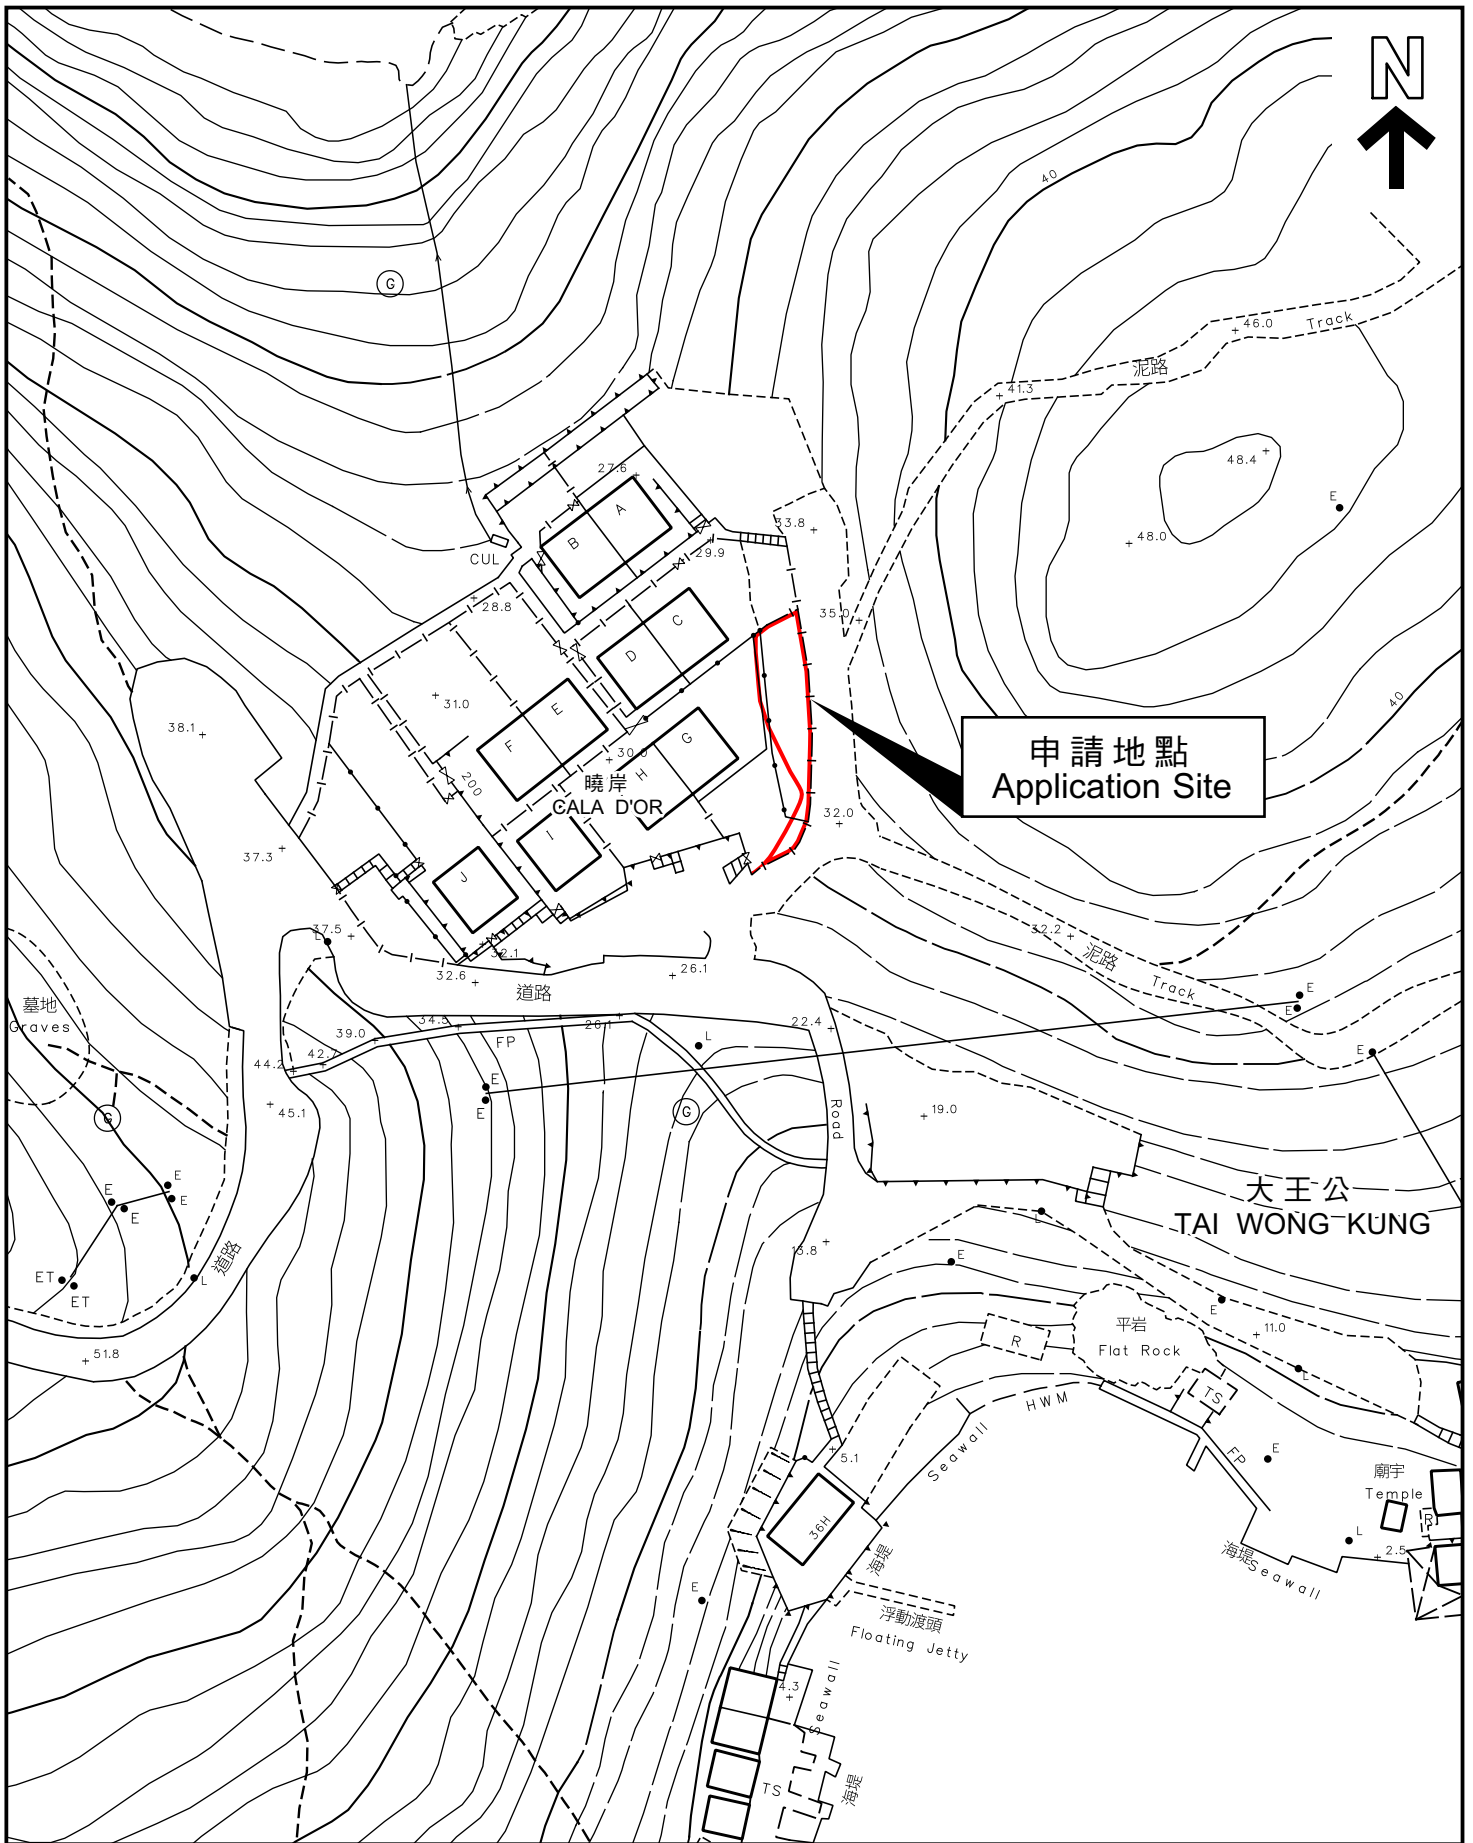 N
40
G
46.0
Track
泥路
41.3
27.6
48.4
E
A
B
33.8
48.0
29.9
CUL
28.8
35.0
C
D
31.0
E
F
38.1
40
G
申請地點
Application Site
30.0
H
200
曉岸
CALA D'OR
32.0
I
37.3
J
37.5
L
32.2
32.1
泥路
32.6
26.1
道路
Track
E
E
墓地
Graves
34.5
39.0
26.1
22.4
FP
L
42.7
44.2
E
E
E
45.1
G
G
Road
19.0
E
E
E
E
大王公
TAI WONG KUNG
L
13.8
道路
E
ET
ET
L
E
平岩
11.0
R
Flat Rock
51.8
L
TS
HWM
Seawall
5.1
FP
E
廟宇
Temple
36H
R
L
海堤
海堤
Seawall
2.5
E
浮動渡頭
Floating Jetty
4.3
Seawall
TS
海堤